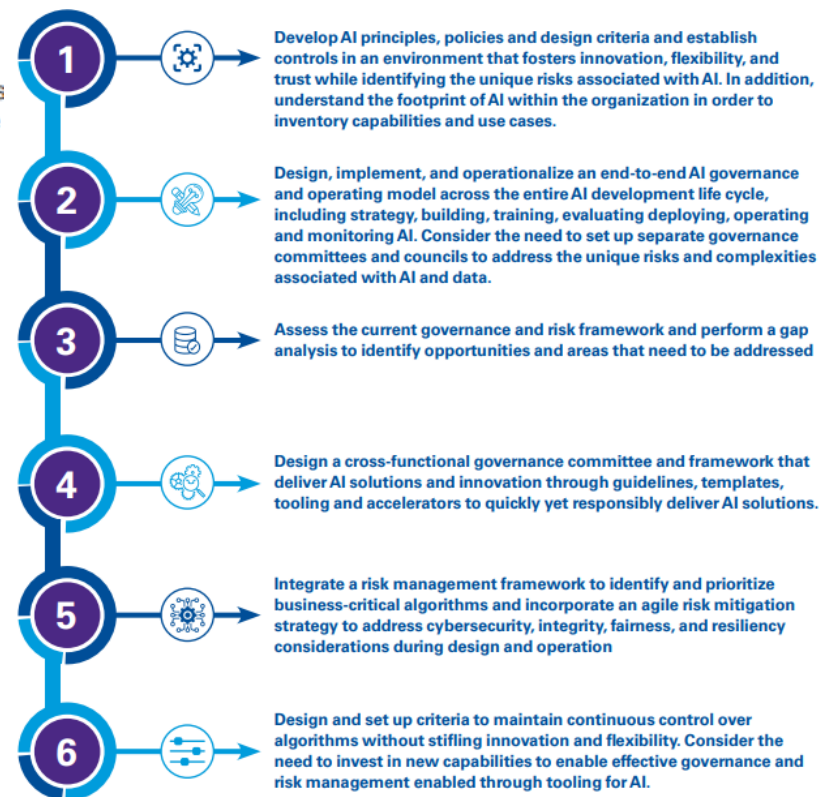 1
Develop AI principles, policies and design criteria and establish
controls in an environment that fosters innovation, flexibility, and
trust while identifying the unique risks associated with AI. In addition,
understand the footprint of AI within the organization in order to
inventory capabilities and use cases.
2
Design, implement, and operationalize an end-to-end AI governance
and operating model across the entire AI development life cycle,
including strategy, building, training, evaluating deploying, operating
and monitoring AI. Consider the need to set up separate governance
committees and councils to address the unique risks and complexities
associated with AI and data.
3
Assess the current governance and risk framework and perform a gap
analysis to identify opportunities and areas that need to be addressed
4
Design a cross-functional governance committee and framework that
deliver AI solutions and innovation through guidelines, templates,
tooling and accelerators to quickly yet responsibly deliver AI solutions.
5
Integrate a risk management framework to identify and prioritize
business-critical algorithms and incorporate an agile risk mitigation
strategy to address cybersecurity, integrity, fairness, and resiliency
considerations during design and operation
6
Design and set up criteria to maintain continuous control over
algorithms without stifling innovation and flexibility. Consider the
need to invest in new capabilities to enable effective governance and
risk management enabled through tooling for AI.